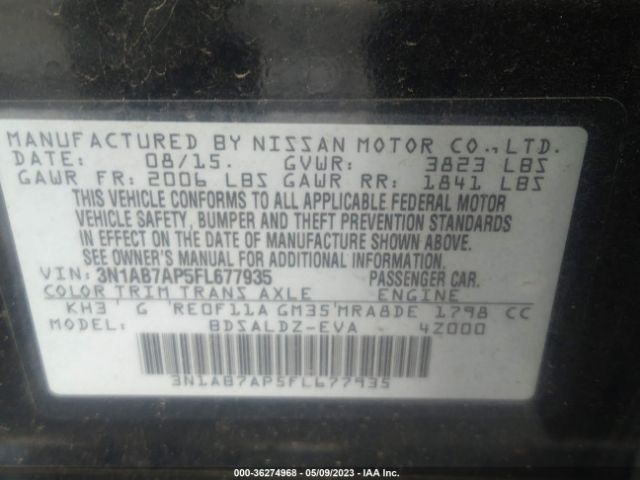 MANUFACTURED BY NISSAN MOTOR CO.,LTD.
DATE: 08/15. GVWR: 3823 LBS
GAWR FR: 2006 LBS GAWR RR: 1841 LBS
THIS VEHICLE CONFORMS TO ALL APPLICABLE FEDERAL MOTOR
VEHICLE SAFETY, BUMPER AND THEFT PREVENTION STANDARDS
IN EFFECT ON THE DATE OF MANUFACTURE SHOWN ABOVE.
SEE OWNER'S MANUAL FOR ADDITIONAL INFORMATION.
VIN: 3N1AB7AP5FL677935 PASSENGER CAR.
COLOR TRIM TRANS AXLE ENGINE
KH3 G RE0F11A GM35 MRA8DE 1798 CC
MODEL: BDSALDZ-EVA 4Z000
3N1AB7AP5FL677935
000-36274968 - 05/09/2023 - IAA Inc.